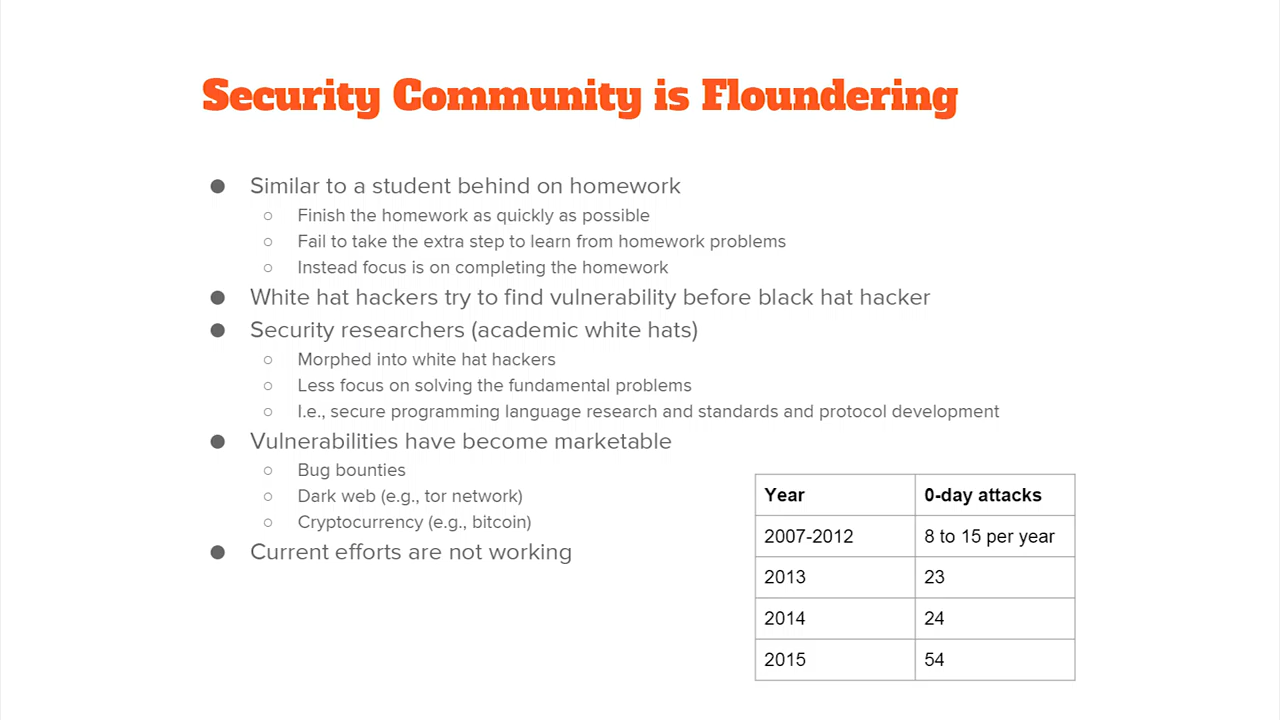 Security Community is Floundering
● Similar to a student behind on homework
○ Finish the homework as quickly as possible
○ Fail to take the extra step to learn from homework problems
○ Instead focus is on completing the homework
● White hat hackers try to find vulnerability before black hat hacker
● Security researchers (academic white hats)
○ Morphed into white hat hackers
○ Less focus on solving the fundamental problems
○ I.e., secure programming language research and standards and protocol development
● Vulnerabilities have become marketable
○ Bug bounties
○ Dark web (e.g., tor network)
○ Cryptocurrency (e.g., bitcoin)
● Current efforts are not working
Year 0-day attacks
2007-2012 8 to 15 per year
2013 23
2014 24
2015 54